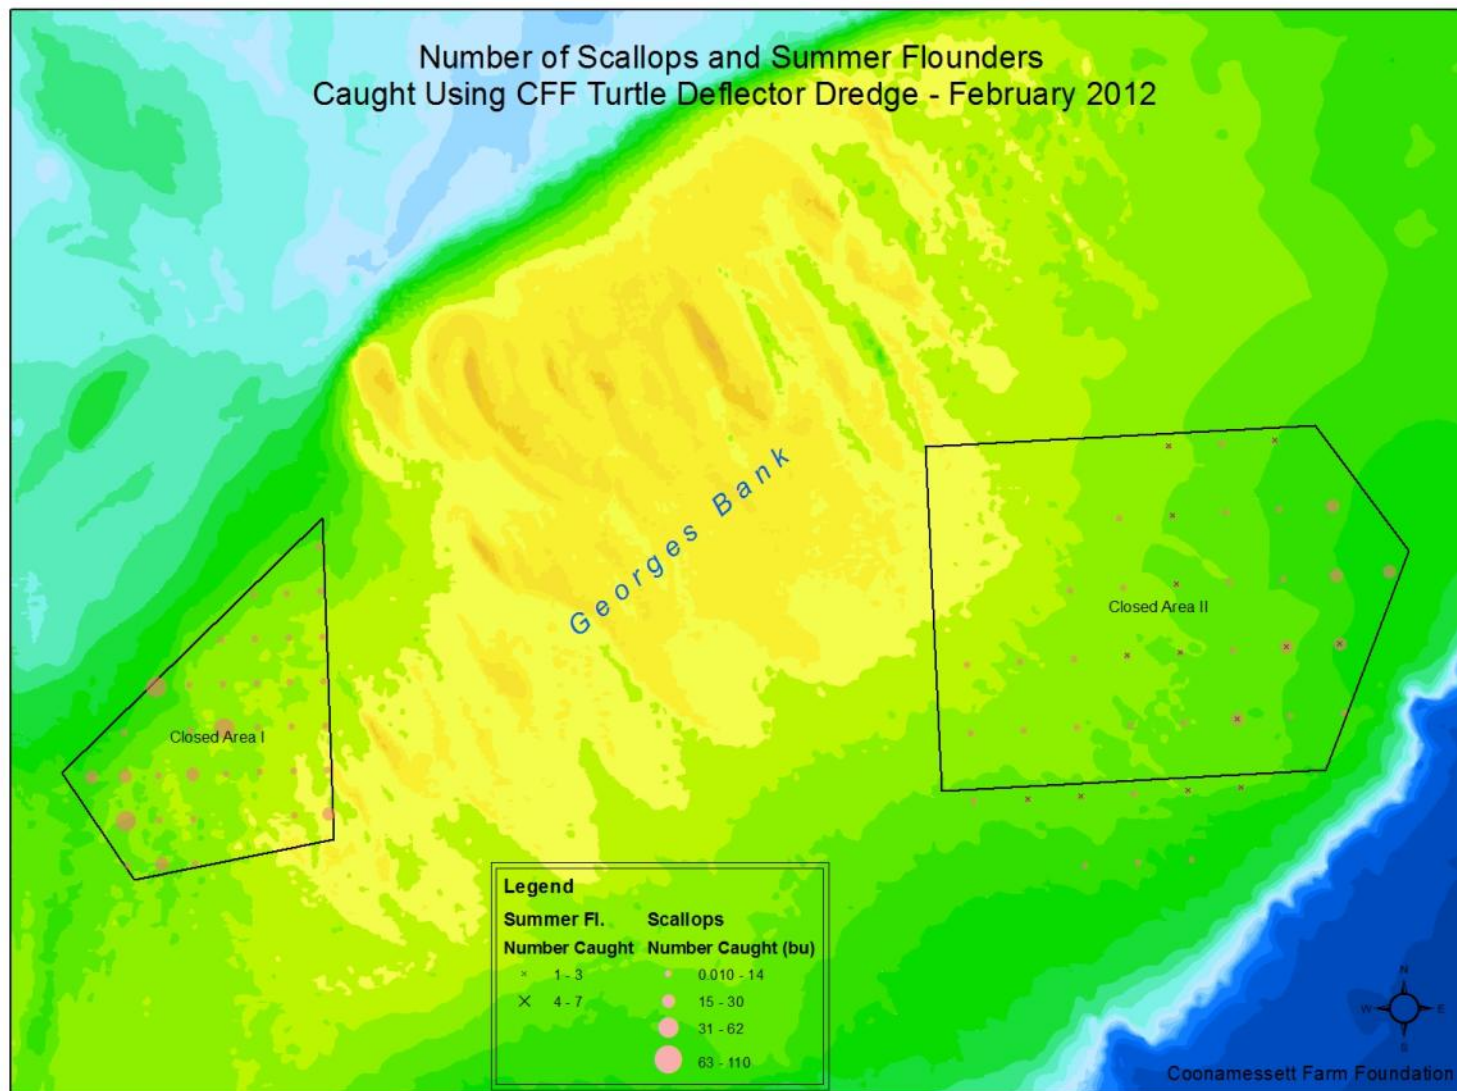 Number of Scallops and Summer Flounders
Caught Using CFF Turtle Deflector Dredge - February 2012
Georges Bank
Closed Area II
Closed Area I
Legend
Summer Fl. Scallops
Number Caught Number Caught (bu)
1 - 3 0.010 - 14
4 - 7 15 - 30
31 - 62
63 - 110
N
W E
S
Coonamessett Farm Foundation